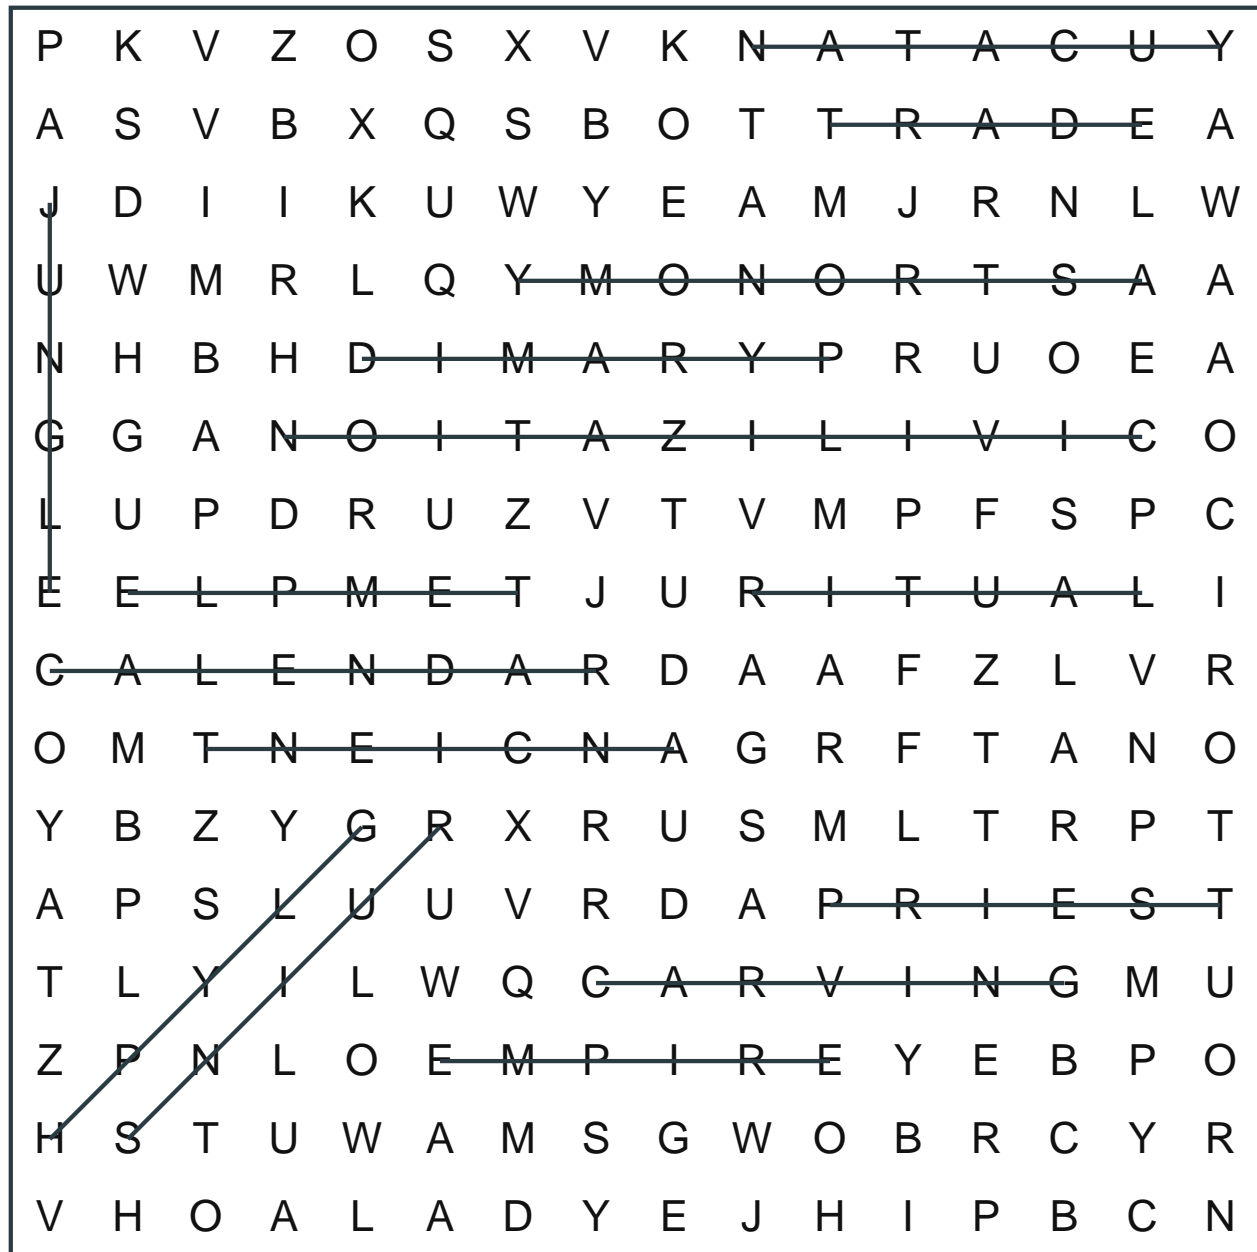 P K V Z O S X V K N A T A C U Y
A S V B X Q S B O T T R A D E A
J D I I K U W Y E A M J R N L W
U W M R L Q Y M O N O R T S A A
N H B H D I M A R Y P R U O E A
G G A N O I T A Z I L I V I C O
L U P D R U Z V T V M P F S P C
E E L P M E T J U R I T U A L I
C A L E N D A R D A A F Z L V R
O M T N E I C N A G R F T A N O
Y B Z Y G R X R U S M L T R P T
A P S L U U V R D A P R I E S T
T L Y I L W Q C A R V I N G M U
Z P N L O E M P I R E Y E B P O
H S T U W A M S G W O B R C Y R
V H O A L A D Y E J H I P B C N